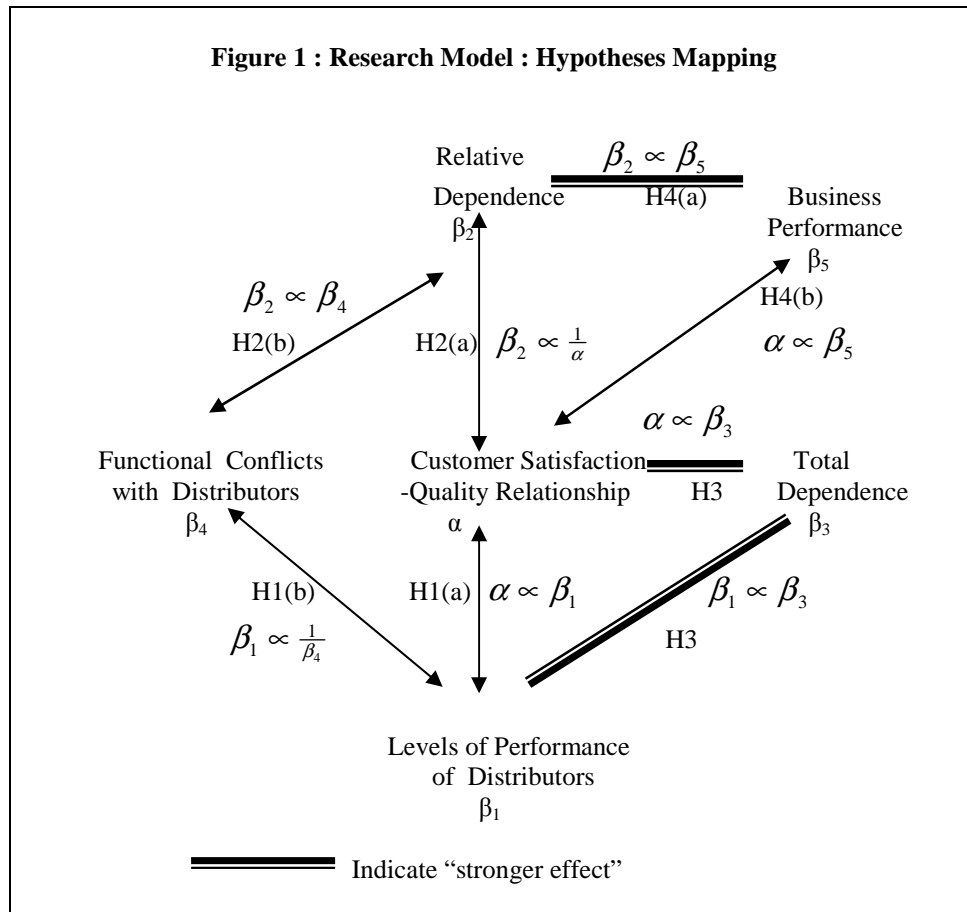 Figure 1 : Research Model : Hypotheses Mapping
Relative
Dependence
β₂
β₂ ∝ β₅
H4(a)
Business
Performance
β₅
β₂ ∝ β₄
H2(b)
H2(a)
β₂ ∝ 1/α
H4(b)
α ∝ β₅
α ∝ β₃
H3
Functional Conflicts
with Distributors
β₄
Customer Satisfaction
-Quality Relationship
α
Total
Dependence
β₃
H1(b)
β₁ ∝ 1/β₄
H1(a)
α ∝ β₁
β₁ ∝ β₃
H3
Levels of Performance
of Distributors
β₁
Indicate “stronger effect”